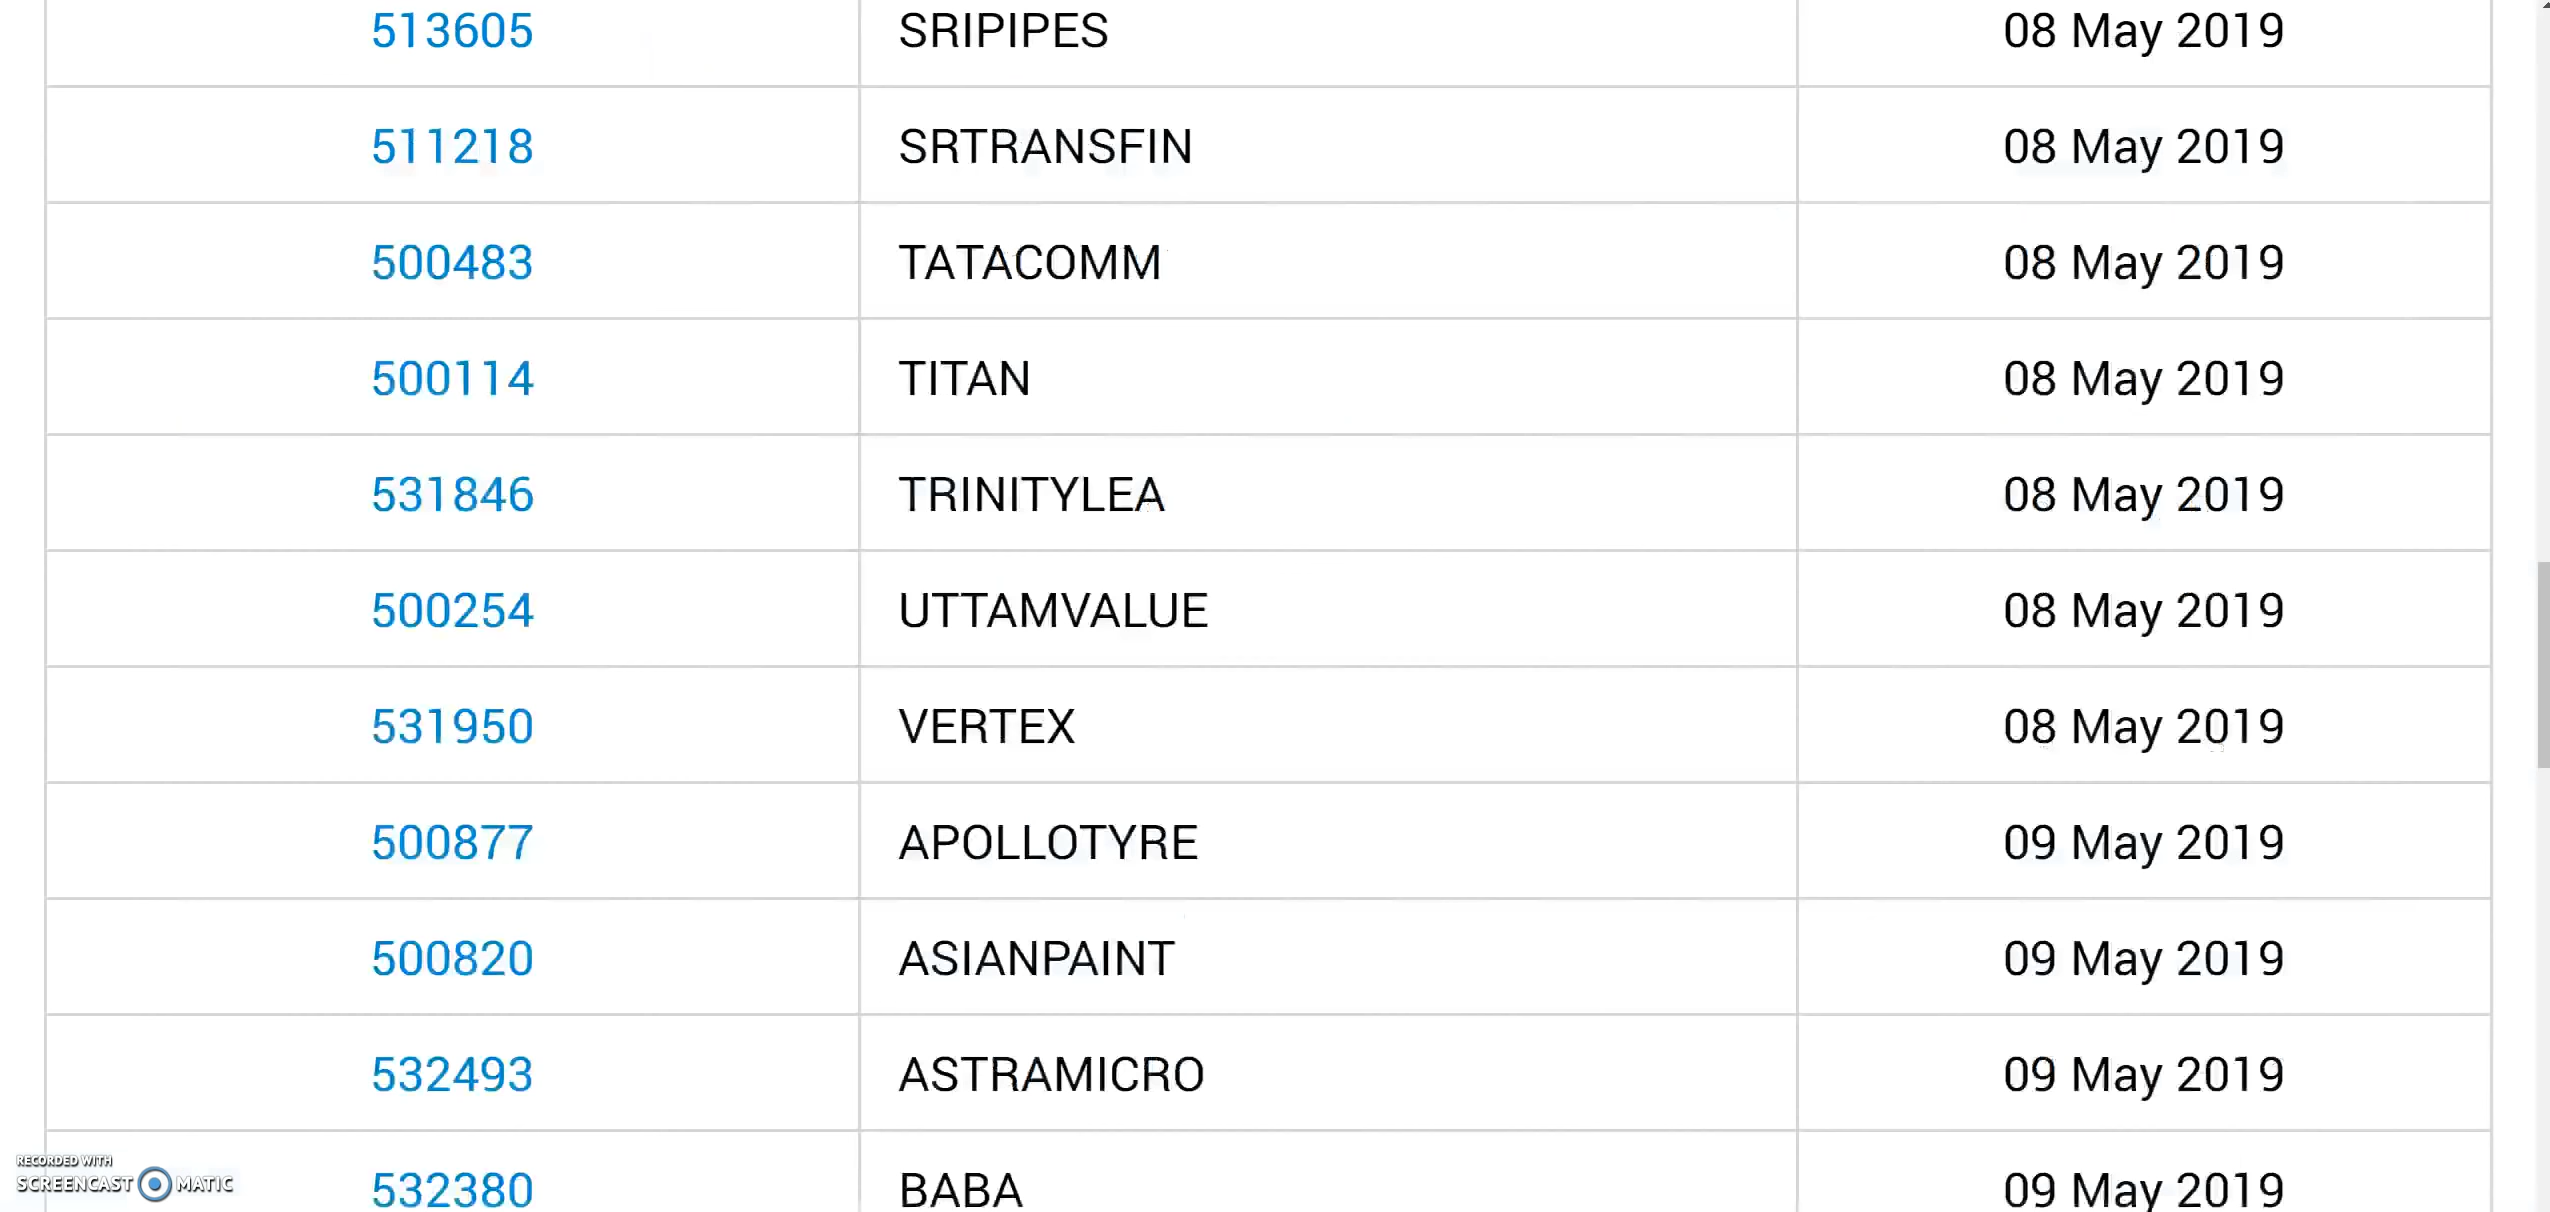 513605 SRIPIPES 08 May 2019
511218 SRTRANSFIN 08 May 2019
500483 TATACOMM 08 May 2019
500114 TITAN 08 May 2019
531846 TRINITYLEA 08 May 2019
500254 UTTAMVALUE 08 May 2019
531950 VERTEX 08 May 2019
500877 APOLLOTYRE 09 May 2019
500820 ASIANPAINT 09 May 2019
532493 ASTRAMICRO 09 May 2019
532380 BABA 09 May 2019
RECORDED WITH
SCREENCAST MATIC